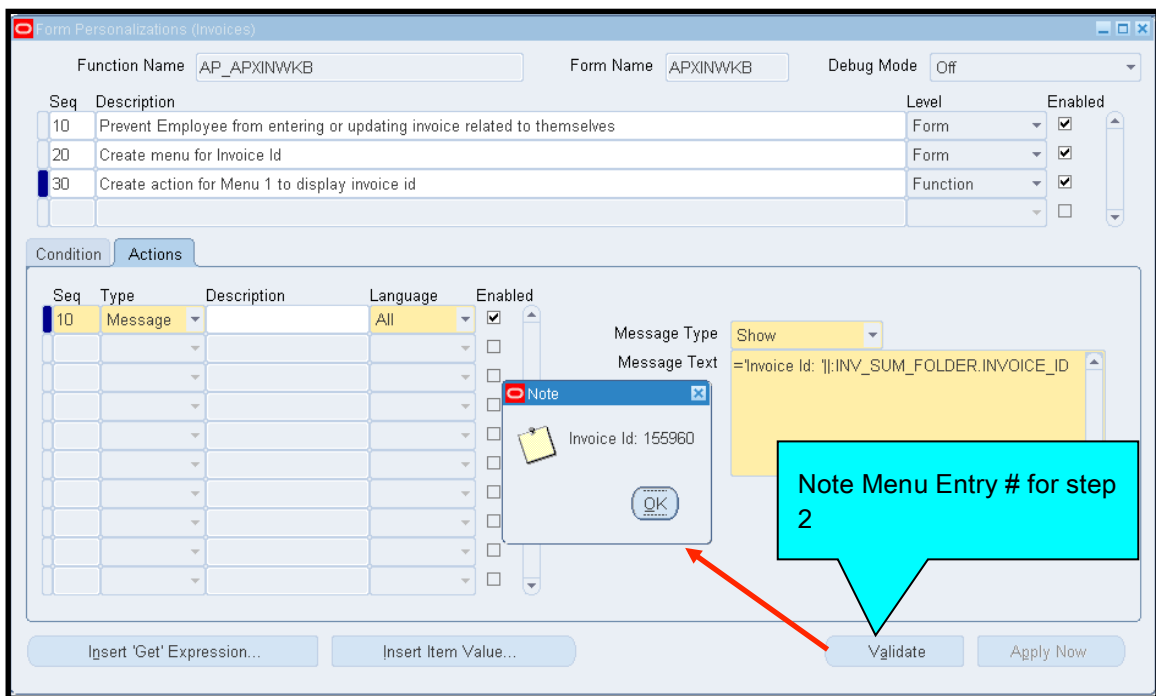 Form Personalizations (Invoices)
Function Name AP_APXINWKB Form Name APXINWKB Debug Mode Off
Seq Description Level Enabled
10 Prevent Employee from entering or updating invoice related to themselves Form
20 Create menu for Invoice Id Form
30 Create action for Menu 1 to display invoice id Function
Condition Actions
Seq Type Description Language Enabled
10 Message All
Message Type Show
Message Text ='Invoice Id: '||:INV_SUM_FOLDER.INVOICE_ID
Note
Invoice Id: 155960
OK
Note Menu Entry # for step
2
Insert 'Get' Expression... Insert Item Value... Validate Apply Now